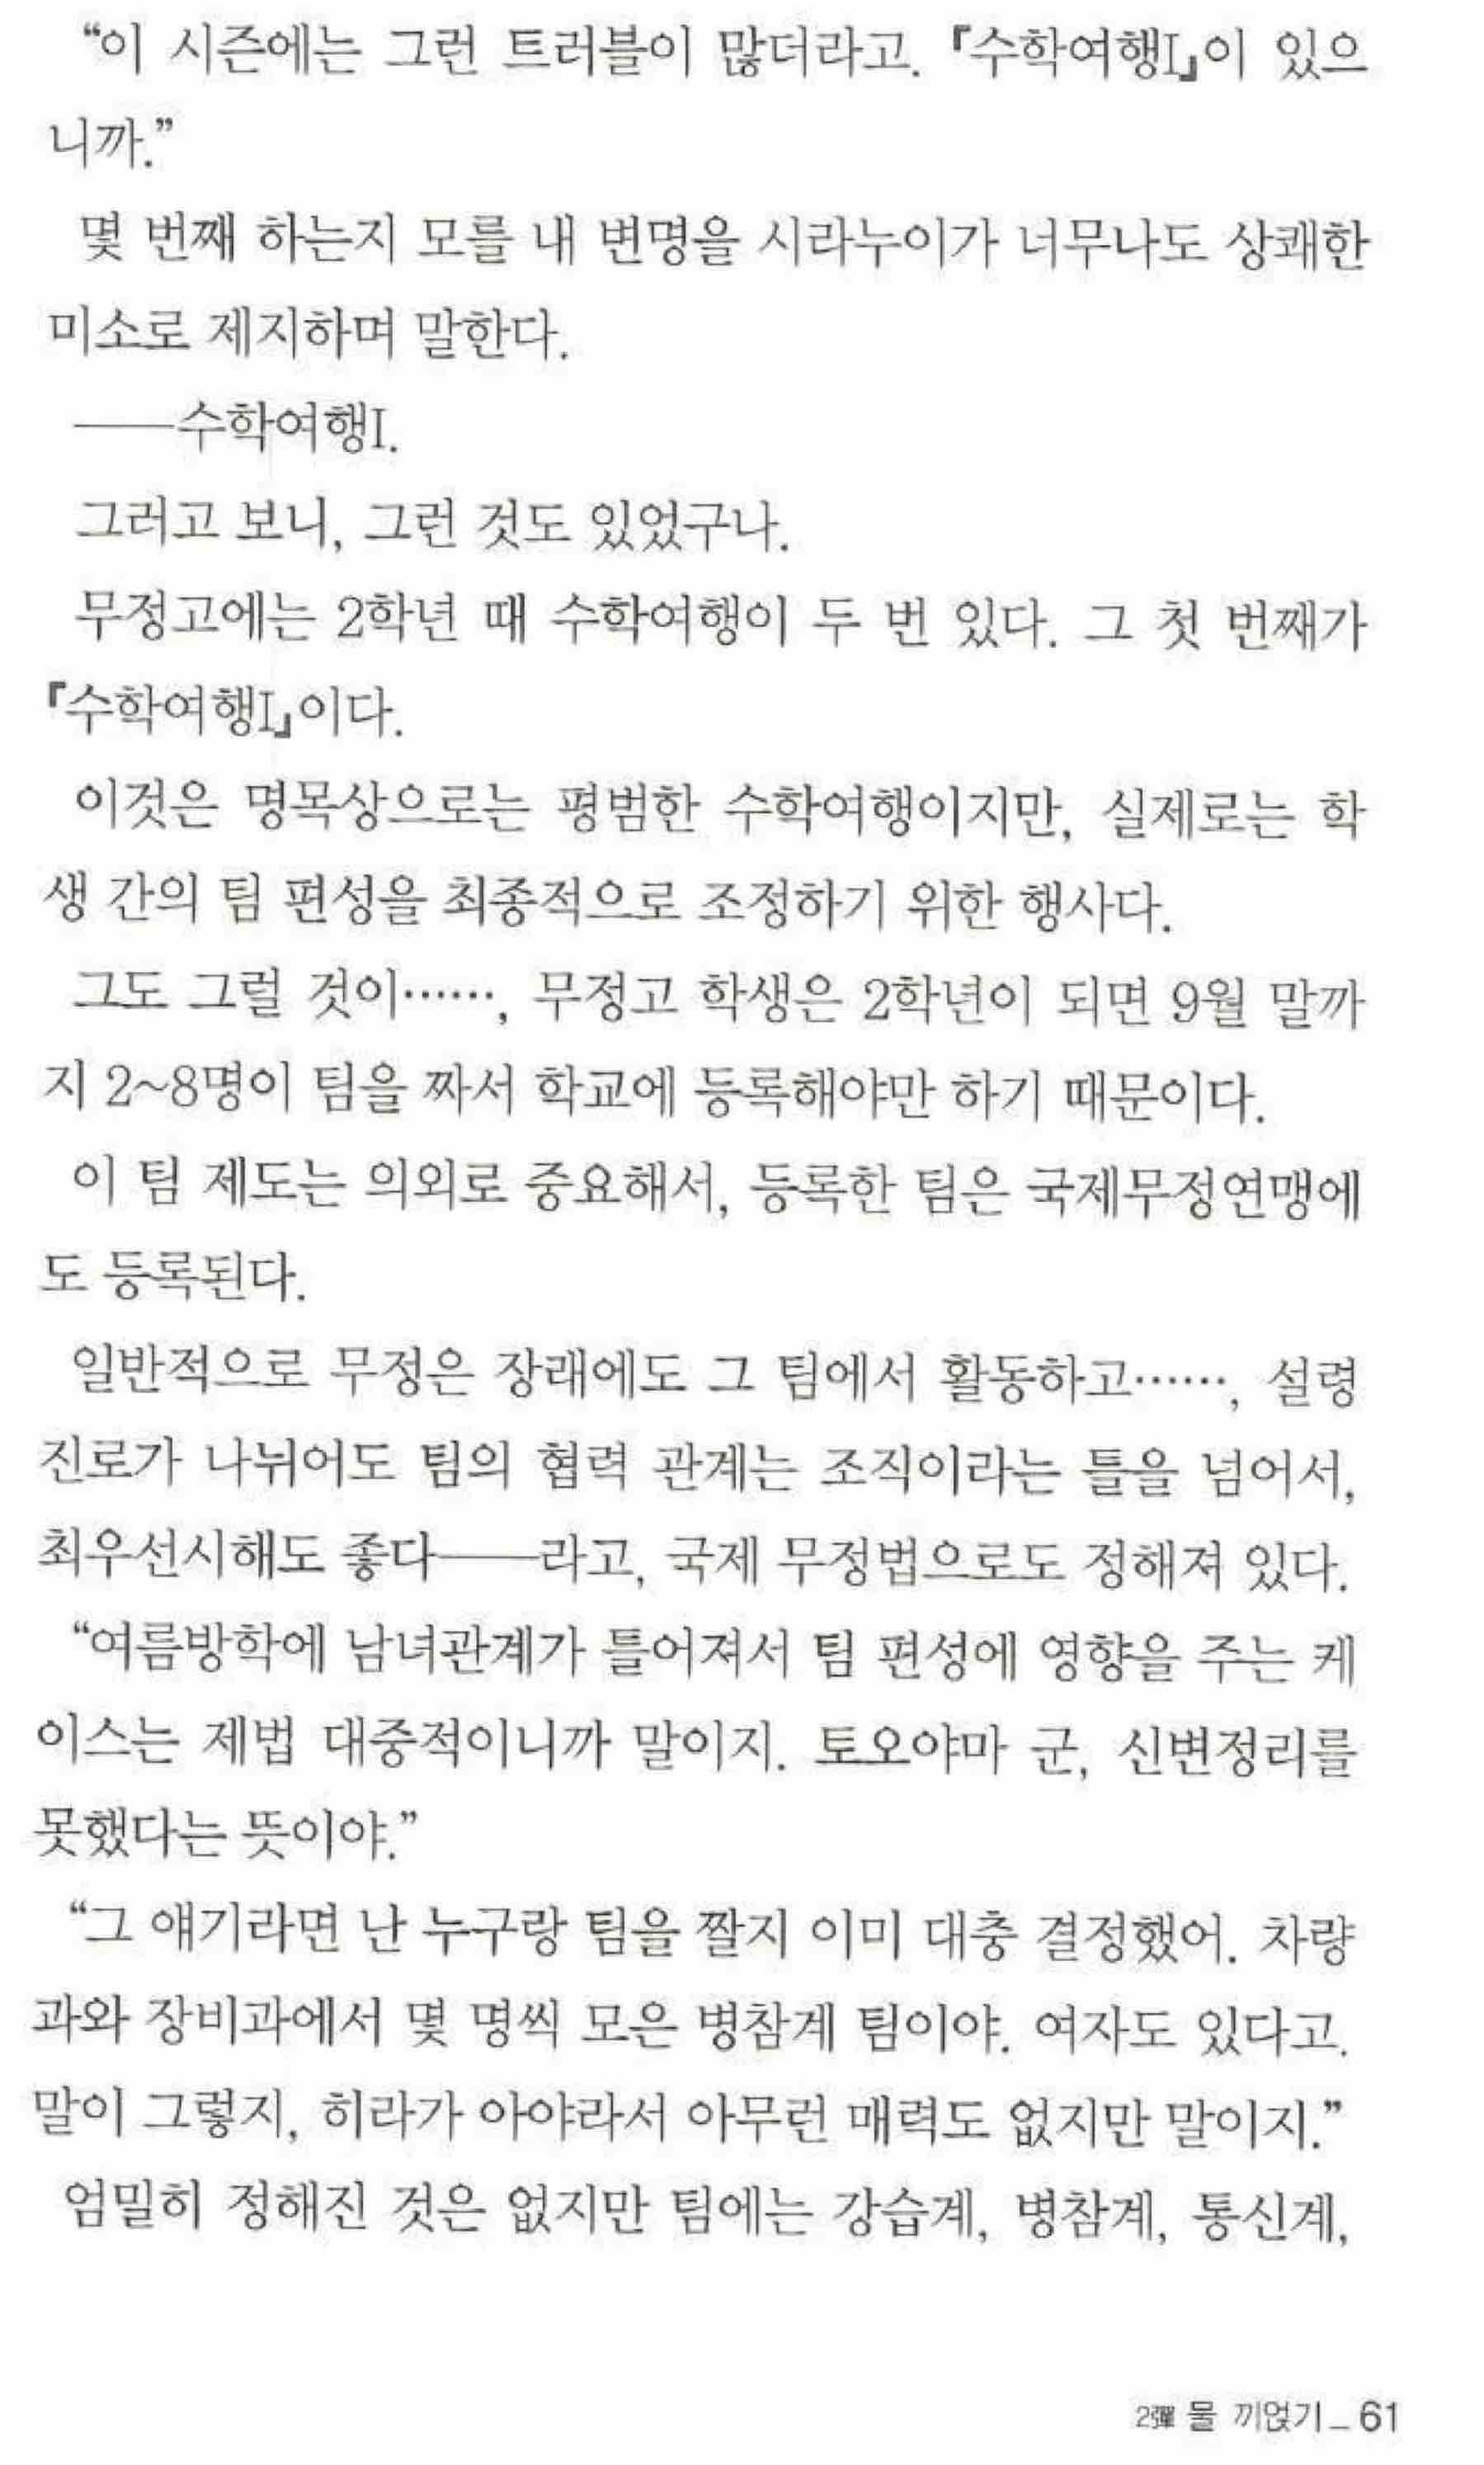 “이 시즌에는 그런 트러블이 많더라고. 『수학여행I』이 있으
니까.”
몇 번째 하는지 모를 내 변명을 시라누이가 너무나도 상쾌한
미소로 제지하며 말한다.
──수학여행I.
그러고 보니, 그런 것도 있었구나.
무정고에는 2학년 때 수학여행이 두 번 있다. 그 첫 번째가
『수학여행I』이다.
이것은 명목상으로는 평범한 수학여행이지만, 실제로는 학
생 간의 팀 편성을 최종적으로 조정하기 위한 행사다.
그도 그럴 것이……, 무정고 학생은 2학년이 되면 9월 말까
지 2~8명이 팀을 짜서 학교에 등록해야만 하기 때문이다.
이 팀 제도는 의외로 중요해서, 등록한 팀은 국제무정연맹에
도 등록된다.
일반적으로 무정은 장래에도 그 팀에서 활동하고……, 설령
진로가 나뉘어도 팀의 협력 관계는 조직이라는 틀을 넘어서,
최우선시해도 좋다──라고, 국제 무정법으로도 정해져 있다.
“여름방학에 남녀관계가 틀어져서 팀 편성에 영향을 주는 케
이스는 제법 대중적이니까 말이지. 토오야마 군, 신변정리를
못했다는 뜻이야.”
“그 얘기라면 난 누구랑 팀을 짤지 이미 대충 결정했어. 차량
과와 장비과에서 몇 명씩 모은 병참계 팀이야. 여자도 있다고.
말이 그렇지, 히라가 아야라서 아무런 매력도 없지만 말이지.”
엄밀히 정해진 것은 없지만 팀에는 강습계, 병참계, 통신계,
2彈 물 끼얹기_61